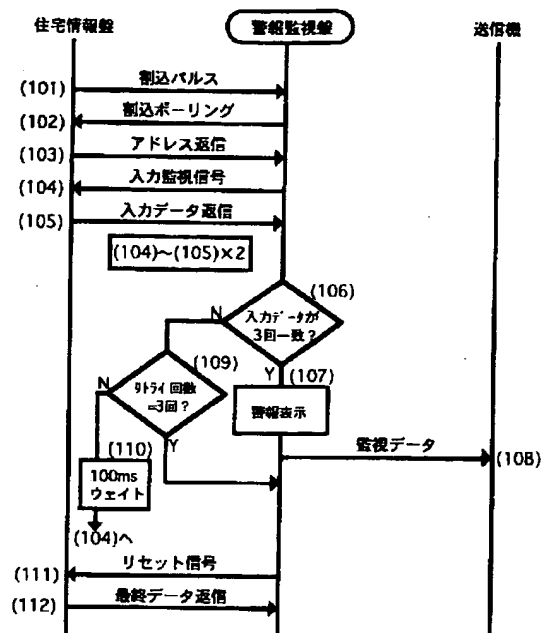 住宅情報盤
警報監視盤
送信機
(101)
割込パルス
(102)
割込ポーリング
(103)
アドレス返信
(104)
入力監視信号
(105)
入力データ返信
(104)〜(105)×2
(106)
入力ﾃﾞｰﾀが
3回一致?
N
Y
(107)
警報表示
(109)
ﾘﾄﾗｲ回数
=3回?
N
Y
監視データ
(108)
(110)
100ms
ウェイト
(104)へ
リセット信号
(111)
最終データ返信
(112)